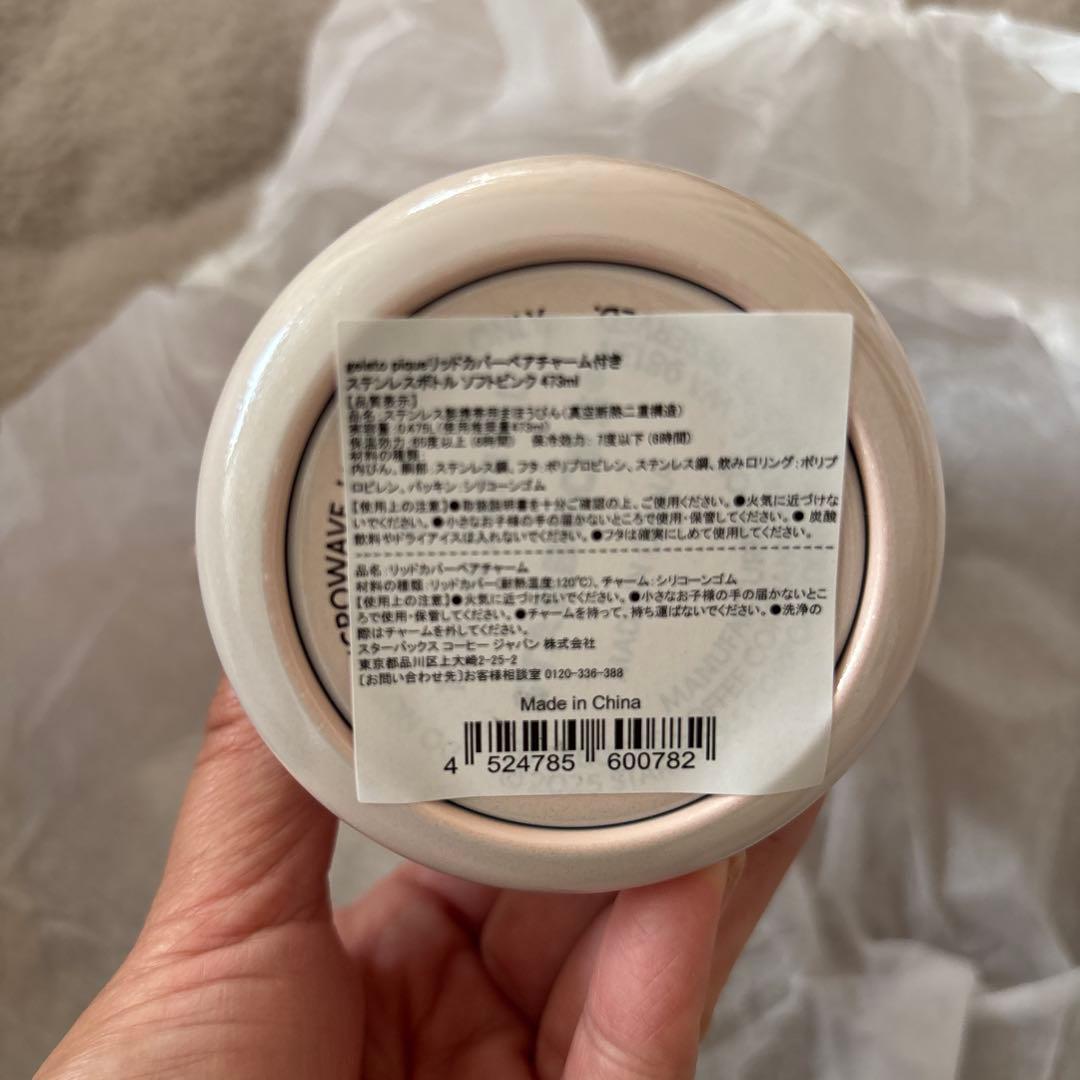 gelato piqueリッドカバーベアチャーム付き
ステンレスボトル ソフトピンク 473ml
【品質表示】
品名：ステンレス製携帯用まほうびん(真空断熱二重構造)
実容量：0.47L(使用推奨量473ml)
保温効力：65度以上 (6時間) 保冷効力：7度以下 (6時間)
材料の種類：
内びん、胴部：ステンレス鋼、フタ：ポリプロピレン、ステンレス鋼、飲み口リング：ポリプ
ロピレン、パッキン：シリコーンゴム
【使用上の注意】●取扱説明書を十分ご確認の上、ご使用ください。●火気に近づけな
いでください。●小さなお子様の手の届かないところで使用・保管してください。● 炭酸
飲料やドライアイスは入れないでください。●フタは確実にしめて使用してください。
品名：リッドカバーベアチャーム
材料の種類：リッドカバー(耐熱温度：120℃)、チャーム：シリコーンゴム
【使用上の注意】●火気に近づけないでください。●小さなお子様の手の届かないとこ
ろで使用・保管してください。●チャームを持って、持ち運ばないでください。●洗浄の
際はチャームを外してください。
スターバックス コーヒー ジャパン 株式会社
東京都品川区上大崎2-25-2
【お問い合わせ先】お客様相談室 0120-336-388
Made in China
4 524785 600782